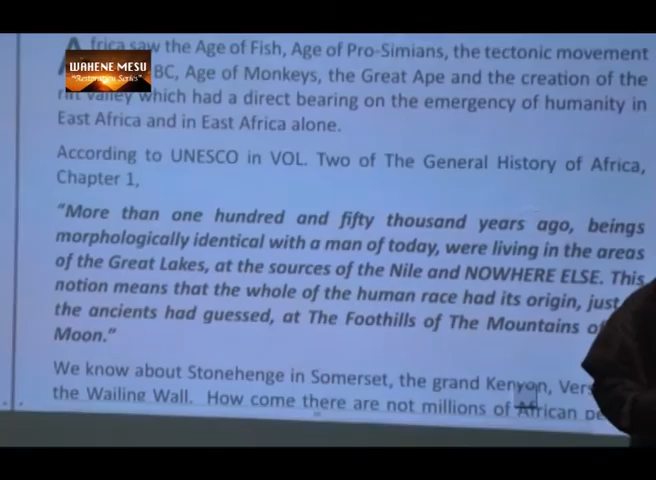 Africa saw the Age of Fish, Age of Pro-Simians, the tectonic movement
WAHENE MESU
"Restoration Series"
BC, Age of Monkeys, the Great Ape and the creation of the
rift valley which had a direct bearing on the emergency of humanity in
East Africa and in East Africa alone.
According to UNESCO in VOL. Two of The General History of Africa,
Chapter 1,
"More than one hundred and fifty thousand years ago, beings
morphologically identical with a man of today, were living in the areas
of the Great Lakes, at the sources of the Nile and NOWHERE ELSE. This
notion means that the whole of the human race had its origin, just
the ancients had guessed, at The Foothills of The Mountains of
Moon."
We know about Stonehenge in Somerset, the grand Kenyon, Vers
the Wailing Wall. How come there are not millions of African pe